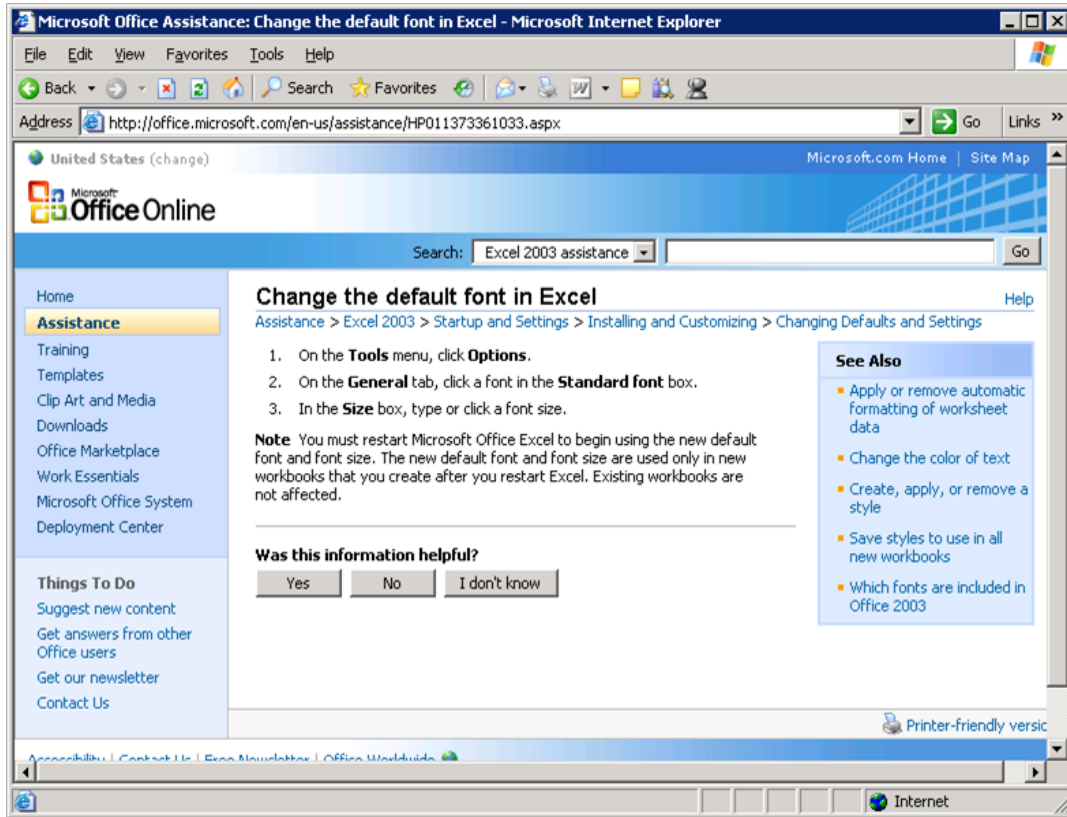 Microsoft Office Assistance: Change the default font in Excel - Microsoft Internet Explorer
File Edit View Favorites Tools Help
Back Search Favorites
Address http://office.microsoft.com/en-us/assistance/HP011373361033.aspx Go Links »
United States (change) Microsoft.com Home | Site Map
Microsoft
Office Online
Search: Excel 2003 assistance Go
Home
Assistance
Training
Templates
Clip Art and Media
Downloads
Office Marketplace
Work Essentials
Microsoft Office System
Deployment Center
Things To Do
Suggest new content
Get answers from other
Office users
Get our newsletter
Contact Us
Change the default font in Excel
Help
Assistance > Excel 2003 > Startup and Settings > Installing and Customizing > Changing Defaults and Settings
1. On the Tools menu, click Options.
2. On the General tab, click a font in the Standard font box.
3. In the Size box, type or click a font size.
Note You must restart Microsoft Office Excel to begin using the new default
font and font size. The new default font and font size are used only in new
workbooks that you create after you restart Excel. Existing workbooks are
not affected.
Was this information helpful?
Yes No I don't know
See Also
Apply or remove automatic
formatting of worksheet
data
Change the color of text
Create, apply, or remove a
style
Save styles to use in all
new workbooks
Which fonts are included in
Office 2003
Printer-friendly versic
Accessibility | Contact Us | Free Newsletter | Office Worldwide
Internet